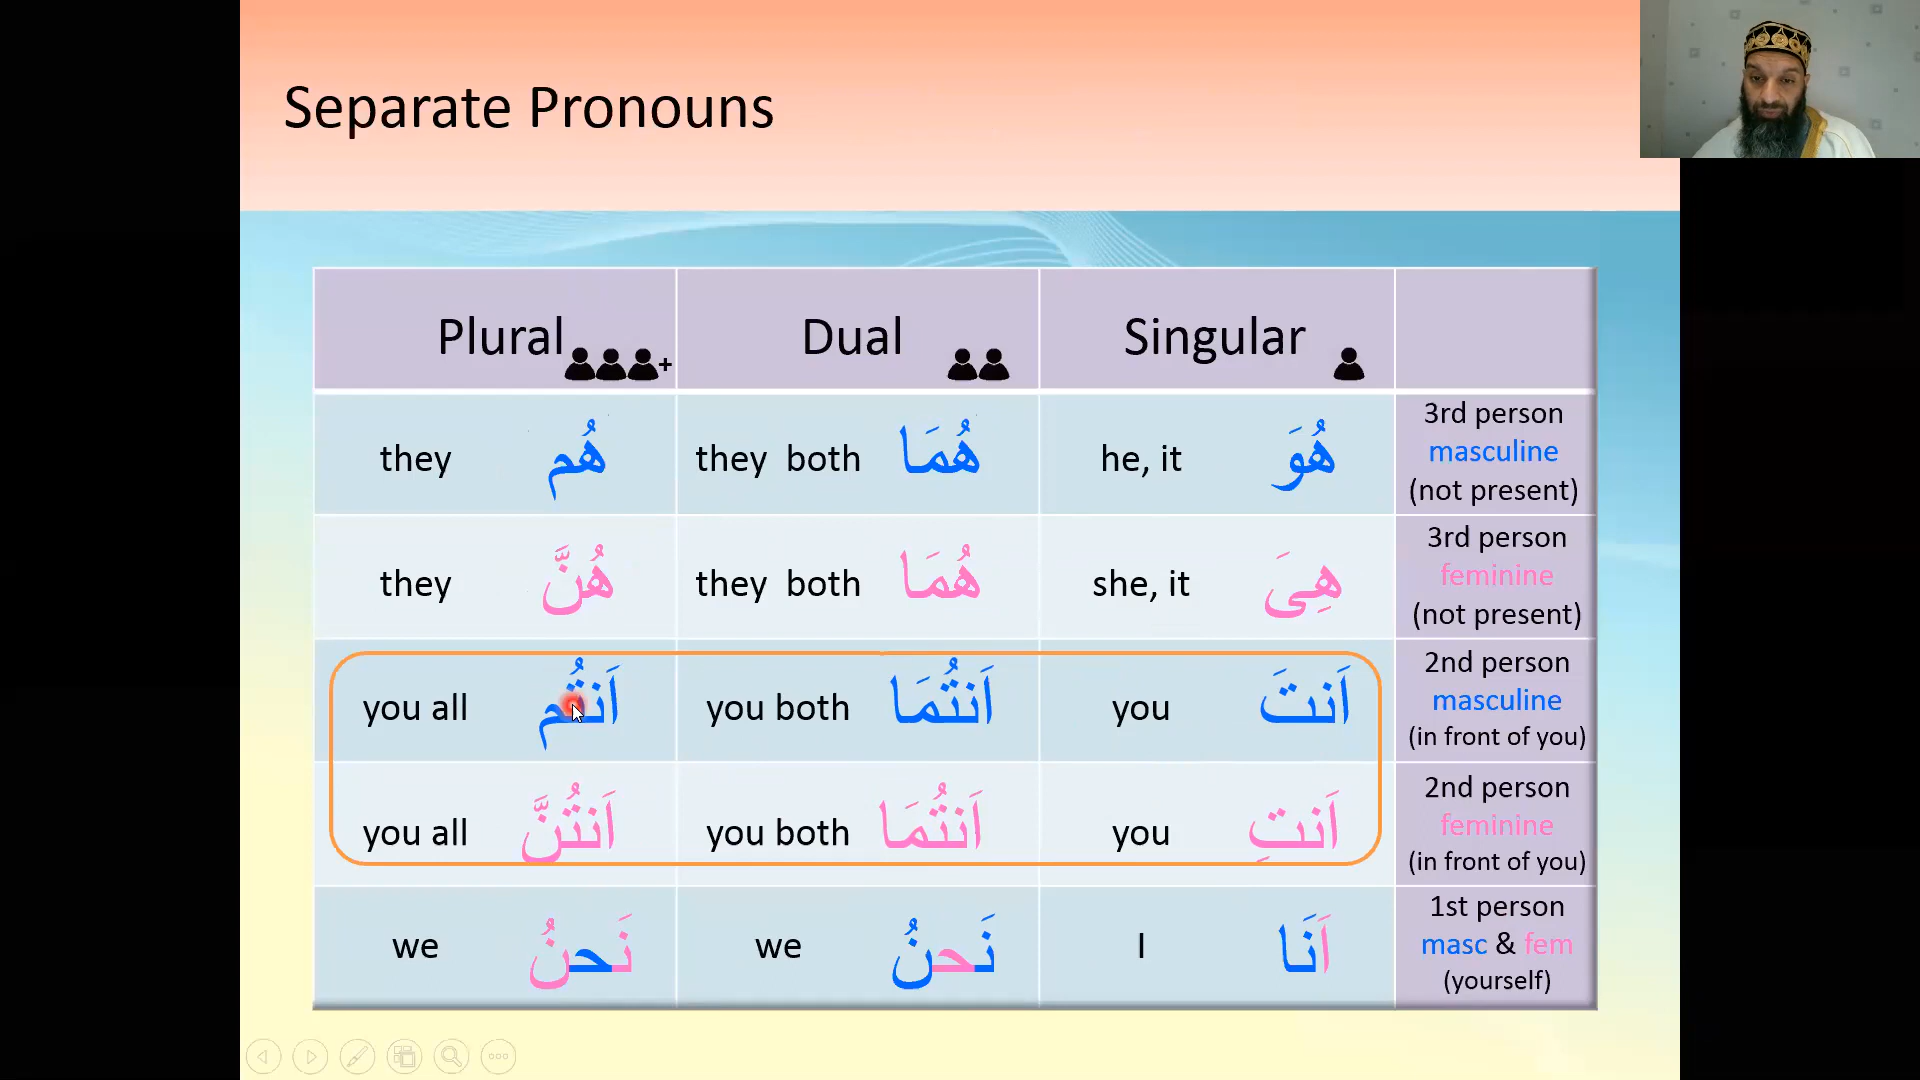 Separate Pronouns
Plural + Dual Singular
they هُم they both هُمَا he, it هُوَ 3rd person masculine (not present)
they هُنَّ they both هُمَا she, it هِىَ 3rd person feminine (not present)
you all اَنتُم you both اَنتُمَا you اَنتَ 2nd person masculine (in front of you)
you all اَنتُنَّ you both اَنتُمَا you اَنتِ 2nd person feminine (in front of you)
we نَحنُ we نَحنُ I اَنَا 1st person masc & fem (yourself)